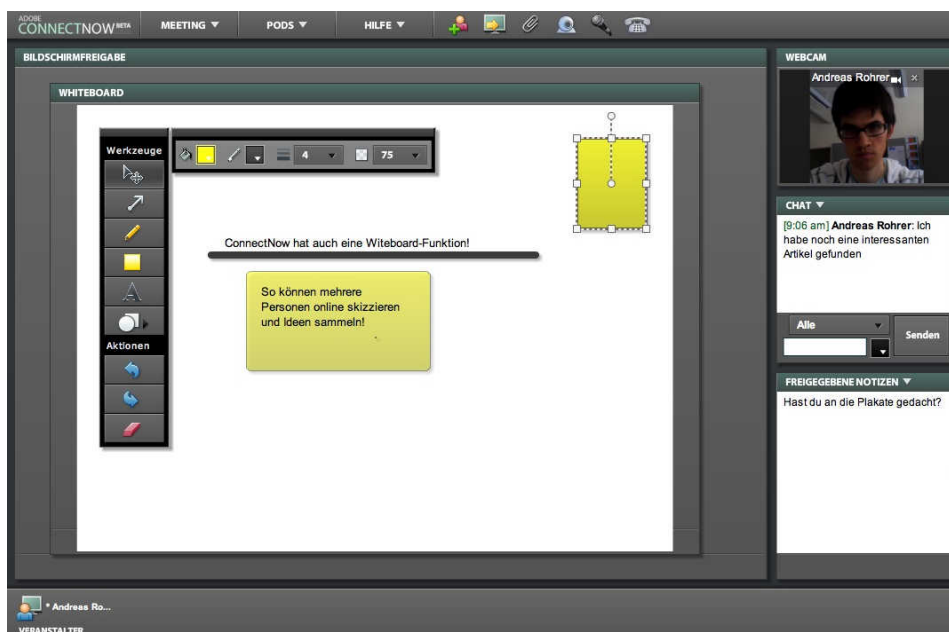 ADOBE
CONNECTNOW BETA
MEETING
PODS
HILFE
BILDSCHIRMFREIGABE
WHITEBOARD
Werkzeuge
4
75
ConnectNow hat auch eine Witeboard-Funktion!
So können mehrere
Personen online skizzieren
und Ideen sammeln!
Aktionen
WEBCAM
Andreas Rohrer
CHAT
[9:06 am] Andreas Rohrer: Ich
habe noch eine interessanten
Artikel gefunden
Alle
Senden
FREIGEGEBENE NOTIZEN
Hast du an die Plakate gedacht?
* Andreas Ro...
VERANSTALTER